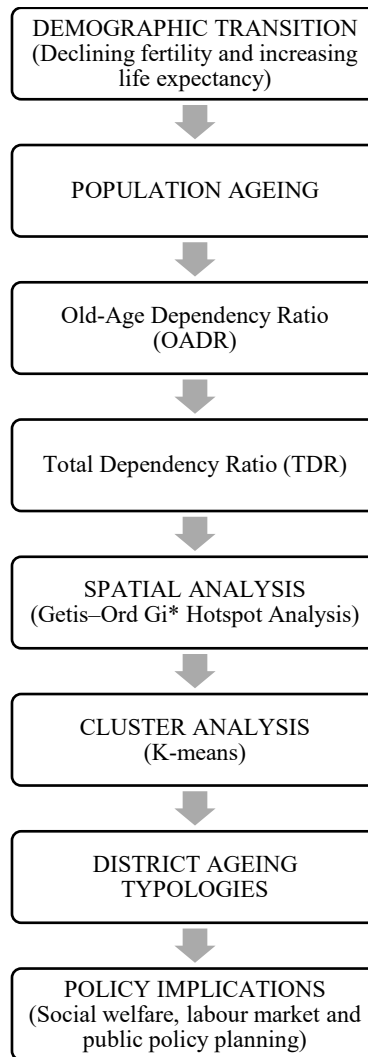 DEMOGRAPHIC TRANSITION
(Declining fertility and increasing
life expectancy)
POPULATION AGEING
Old-Age Dependency Ratio
(OADR)
Total Dependency Ratio (TDR)
SPATIAL ANALYSIS
(Getis–Ord Gi* Hotspot Analysis)
CLUSTER ANALYSIS
(K-means)
DISTRICT AGEING
TYPOLOGIES
POLICY IMPLICATIONS
(Social welfare, labour market and
public policy planning)